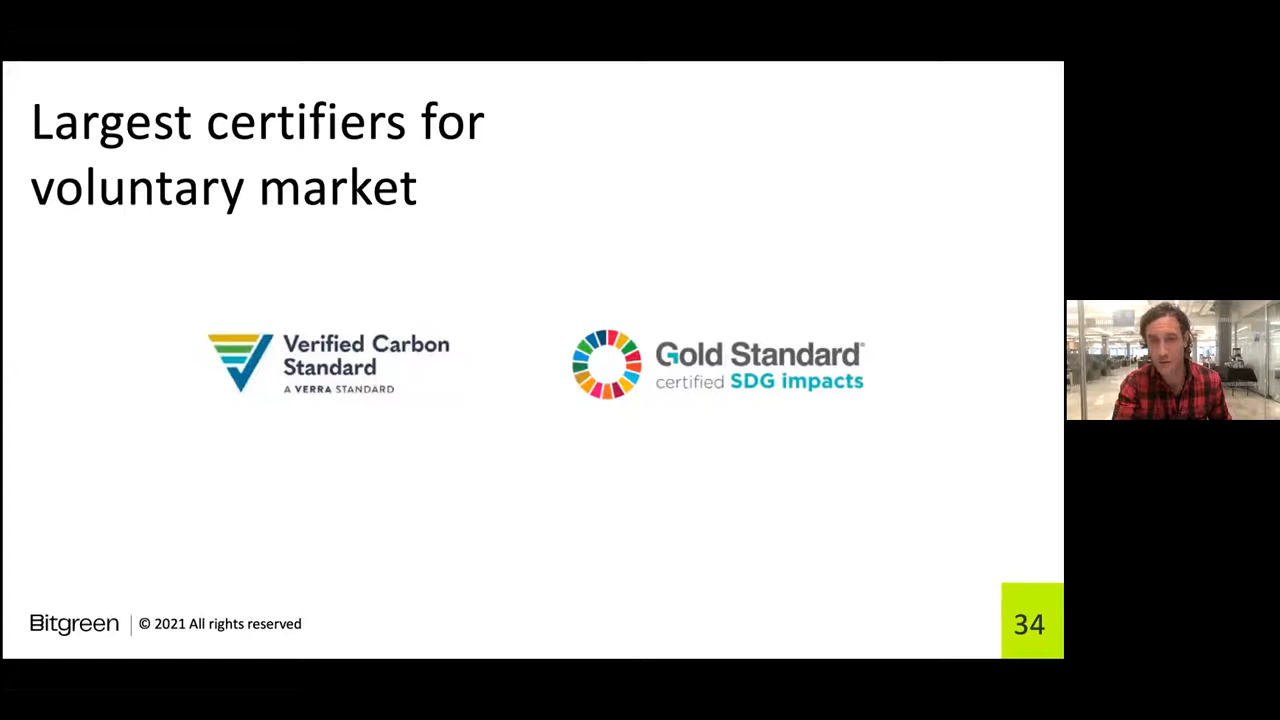 Largest certifiers for
voluntary market
Verified Carbon
Standard
A VERRA STANDARD
Gold Standard®
certified SDG impacts
Bitgreen
© 2021 All rights reserved
34